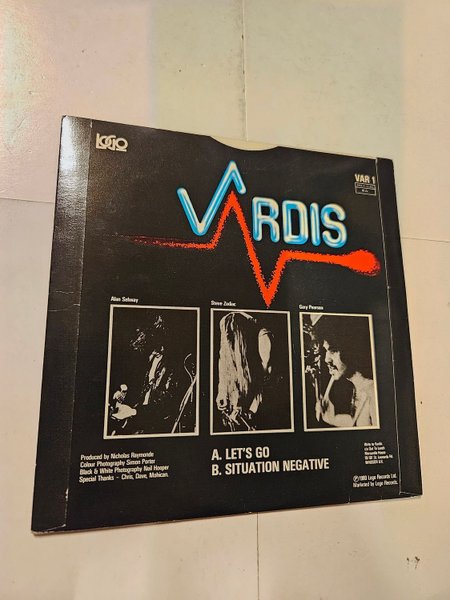 LOGO
VAR 1
VARDIS
Alan Selway
Steve Zodiac
Gary Pearson
A. LET'S GO
B. SITUATION NEGATIVE
Produced by Nicholas Raymonde
Colour Photography Simon Porter
Black & White Photography Neil Hooper
Special Thanks - Chris, Dave, Mohican.
Ⓟ 1980 Logo Records Ltd.
Marketed by Logo Records.